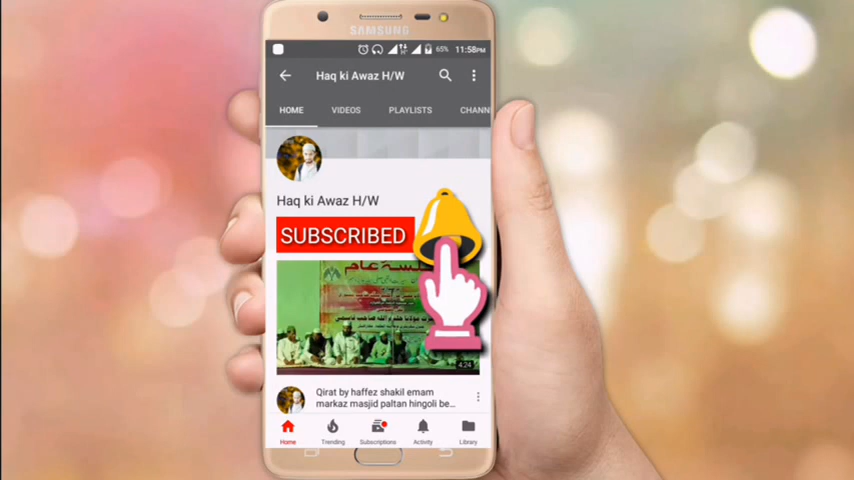 SAMSUNG
65% 11:58PM
Haq ki Awaz H/W
HOME VIDEOS PLAYLISTS CHANN
Haq ki Awaz H/W
SUBSCRIBED
4:24
Qirat by haffez shakil emam
markaz masjid paltan hingoli be...
Home Trending Subscriptions Activity Library